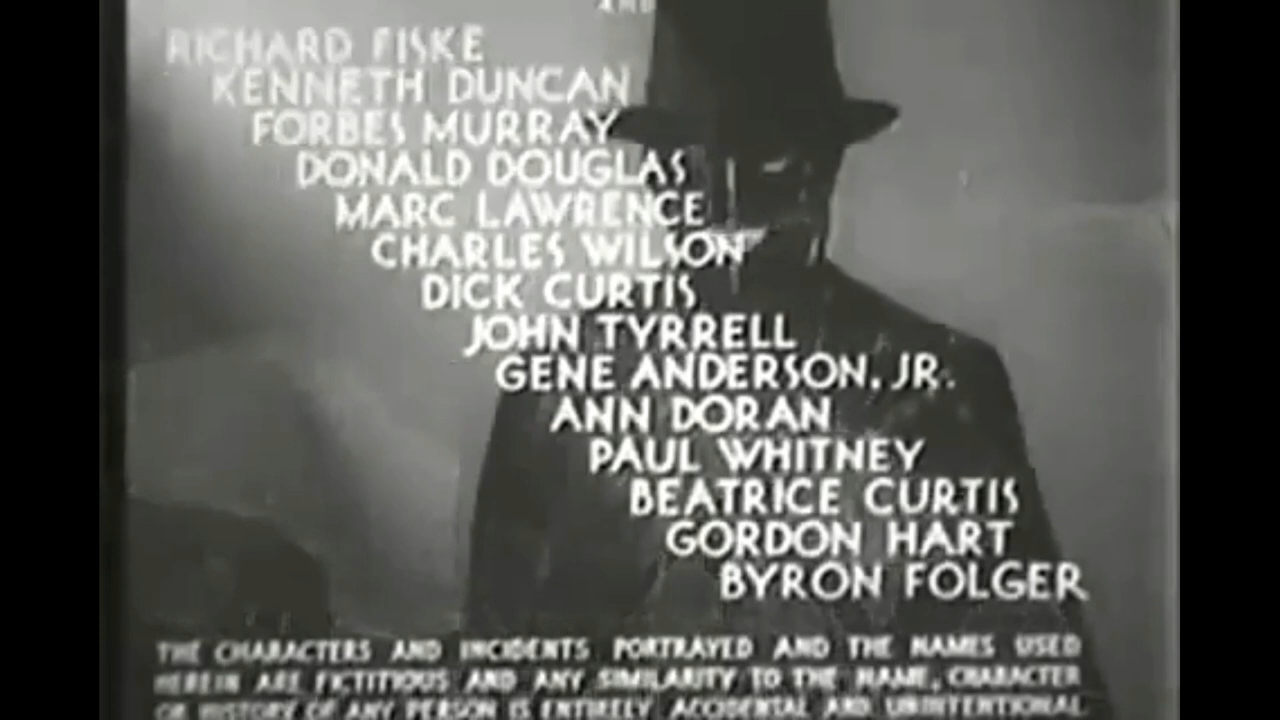 AND
RICHARD FISKE
KENNETH DUNCAN
FORBES MURRAY
DONALD DOUGLAS
MARC LAWRENCE
CHARLES WILSON
DICK CURTIS
JOHN TYRRELL
GENE ANDERSON, JR.
ANN DORAN
PAUL WHITNEY
BEATRICE CURTIS
GORDON HART
BYRON FOLGER
THE CHARACTERS AND INCIDENTS PORTRAYED AND THE NAMES USED
HEREIN ARE FICTITIOUS AND ANY SIMILARITY TO THE NAME, CHARACTER
OR HISTORY OF ANY PERSON IS ENTIRELY ACCIDENTAL AND UNINTENTIONAL